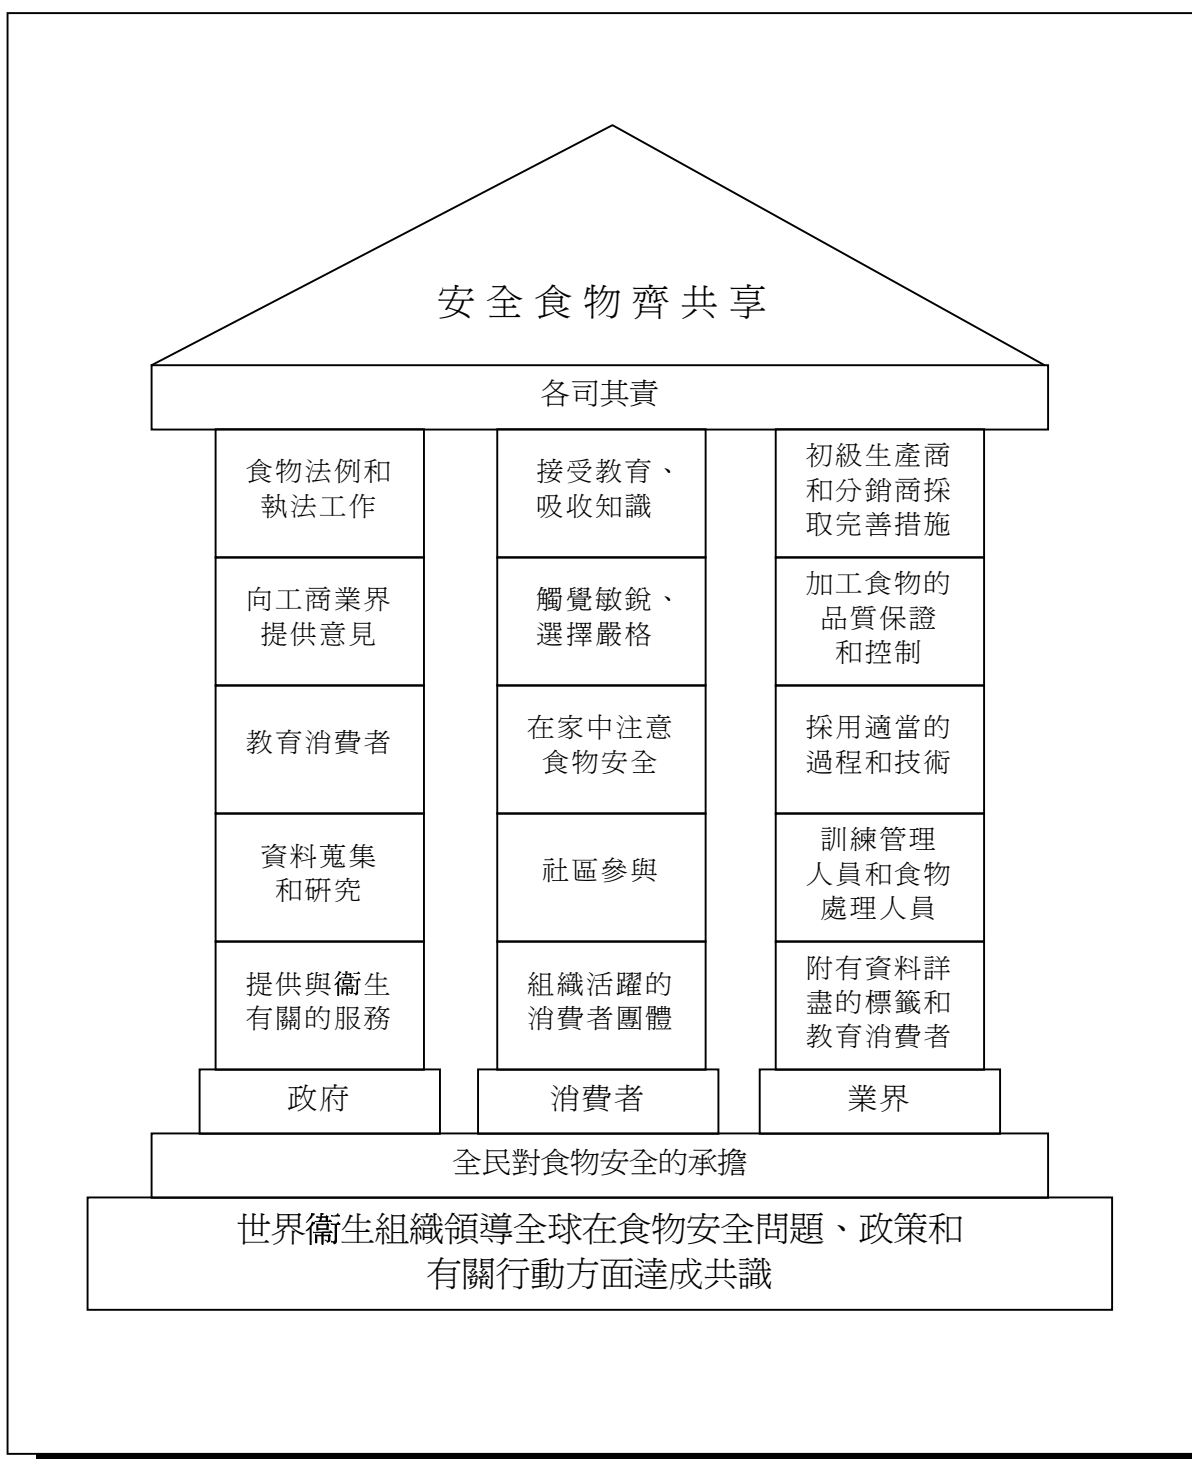 安全食物齊共享
各司其責
食物法例和
執法工作
向工商業界
提供意見
教育消費者
資料蒐集
和研究
提供與衞生
有關的服務
政府
接受教育、
吸收知識
觸覺敏銳、
選擇嚴格
在家中注意
食物安全
社區參與
組織活躍的
消費者團體
消費者
初級生產商
和分銷商採
取完善措施
加工食物的
品質保證
和控制
採用適當的
過程和技術
訓練管理
人員和食物
處理人員
附有資料詳
盡的標籤和
教育消費者
業界
全民對食物安全的承擔
世界衞生組織領導全球在食物安全問題、政策和
有關行動方面達成共識